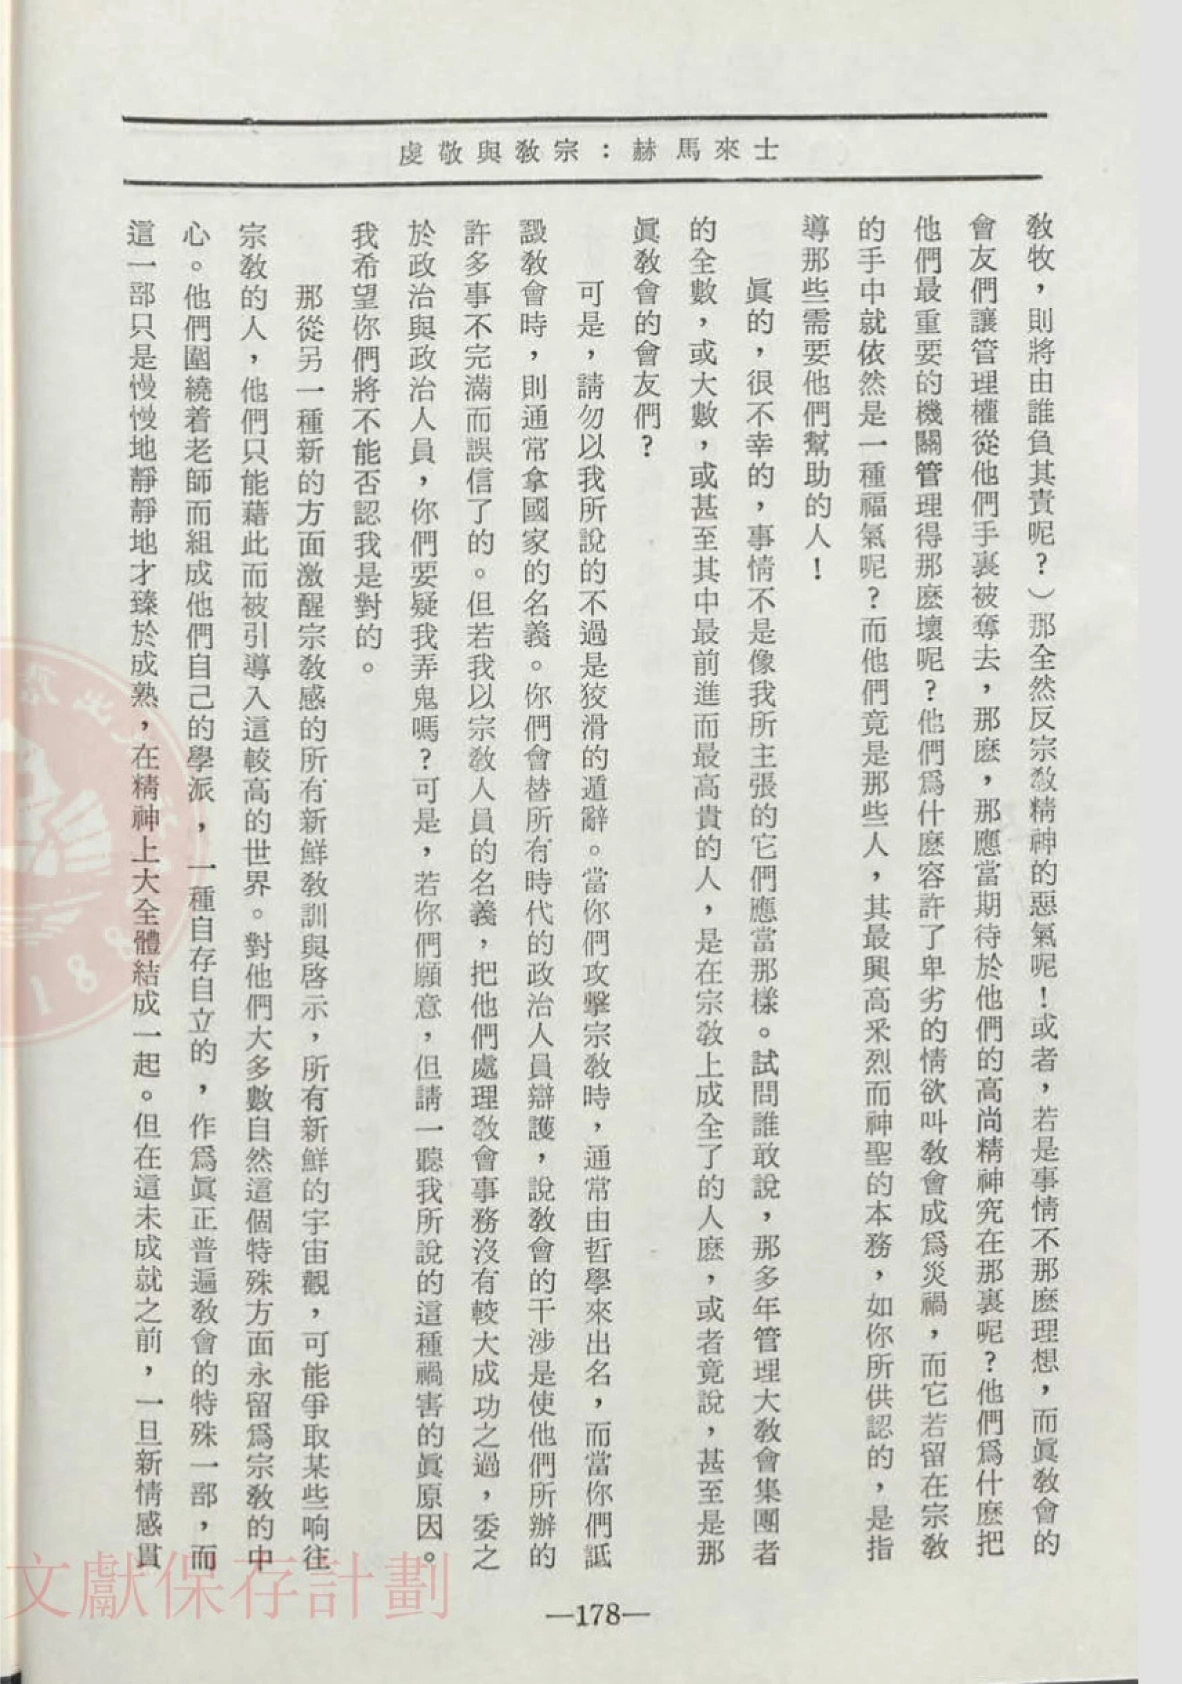 士來馬赫：宗教與敬虔
教牧，則將由誰負其責呢？）那全然反宗教精神的惡氣呢！或者，若是事情不那麽理想，而眞教會的
會友們讓管理權從他們手裏被奪去，那麽，那應當期待於他們的高尚精神究在那裏呢？他們爲什麽把
他們最重要的機關管理得那麽壞呢？他們爲什麽容許了卑劣的情欲叫教會成爲災禍，而它若留在宗教
的手中就依然是一種福氣呢？而他們竟是那些人，其最興高釆烈而神聖的本務，如你所供認的，是指
導那些需要他們幫助的人！
眞的，很不幸的，事情不是像我所主張的它們應當那樣。試問誰敢說，那多年管理大教會集團者
的全數，或大數，或甚至其中最前進而最高貴的人，是在宗教上成全了的人麽，或者竟說，甚至是那
眞教會的會友們？
可是，請勿以我所說的不過是狡滑的遁辭。當你們攻擊宗教時，通常由哲學來出名，而當你們詆
譭教會時，則通常拿國家的名義。你們會替所有時代的政治人員辯護，說教會的干涉是使他們所辦的
許多事不完滿而誤信了的。但若我以宗教人員的名義，把他們處理教會事務沒有較大成功之過，委之
於政治與政治人員，你們要疑我弄鬼嗎？可是，若你們願意，但請一聽我所說的這種禍害的眞原因。
我希望你們將不能否認我是對的。
那從另一種新的方面激醒宗教感的所有新鮮教訓與啓示，所有新鮮的宇宙觀，可能爭取某些响往
宗教的人，他們只能藉此而被引導入這較高的世界。對他們大多數自然這個特殊方面永留爲宗教的中
心。他們圍繞着老師而組成他們自己的學派，一種自存自立的，作爲眞正普遍教會的特殊一部，而
這一部只是慢慢地靜靜地才臻於成熟，在精神上大全體結成一起。但在這未成就之前，一旦新情感貫
—178—
文獻保存計劃